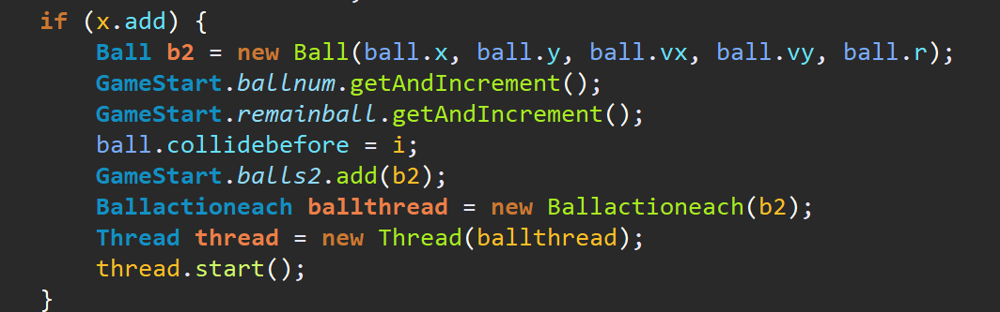 if (x.add) {
    Ball b2 = new Ball(ball.x, ball.y, ball.vx, ball.vy, ball.r);
    GameStart.ballnum.getAndIncrement();
    GameStart.remainball.getAndIncrement();
    ball.collidebefore = i;
    GameStart.balls2.add(b2);
    Ballactioneach ballthread = new Ballactioneach(b2);
    Thread thread = new Thread(ballthread);
    thread.start();
}